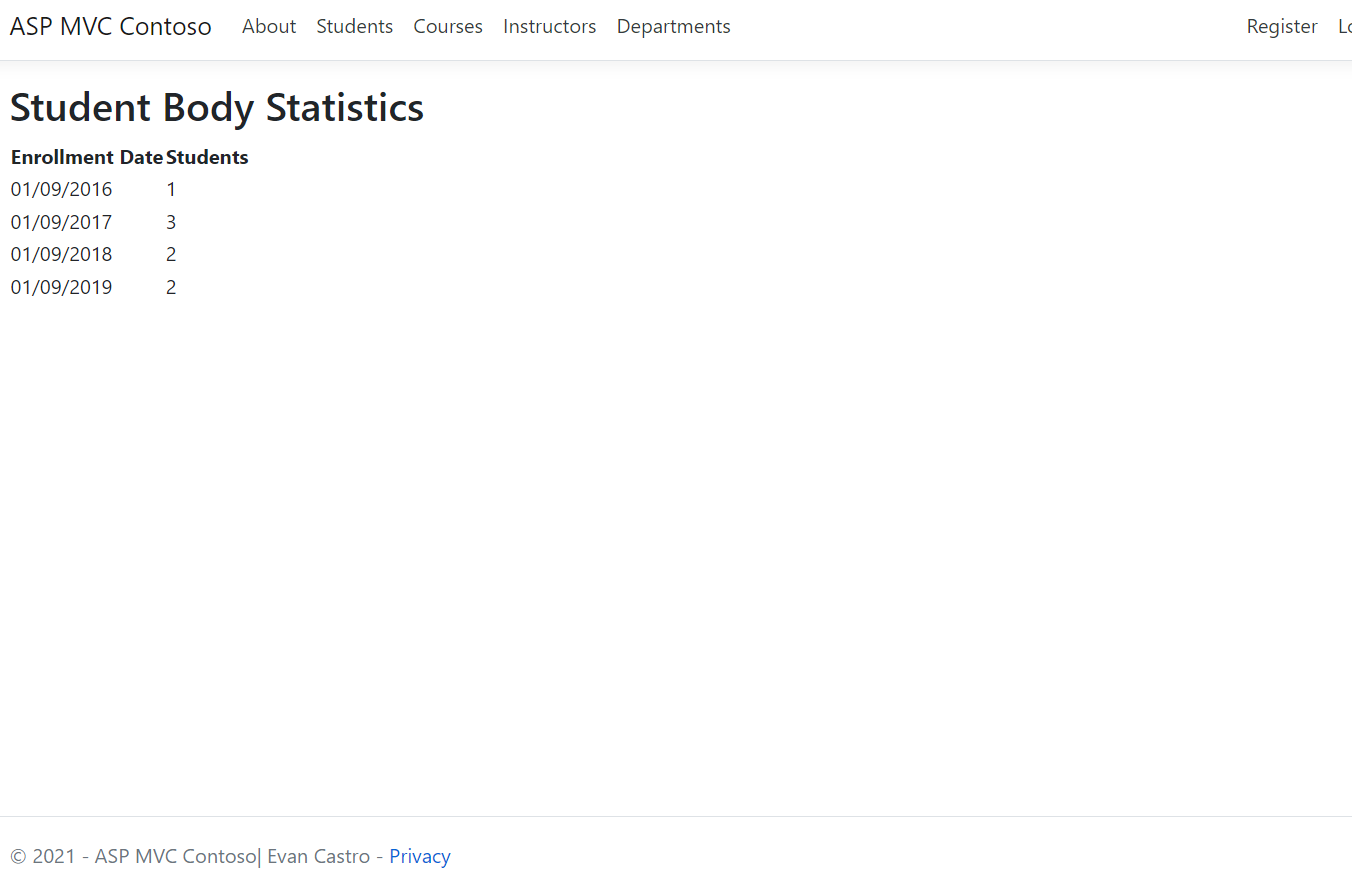 ASP MVC Contoso About Students Courses Instructors Departments Register
Student Body Statistics
Enrollment Date Students
01/09/2016 1
01/09/2017 3
01/09/2018 2
01/09/2019 2
© 2021 - ASP MVC Contoso| Evan Castro - Privacy